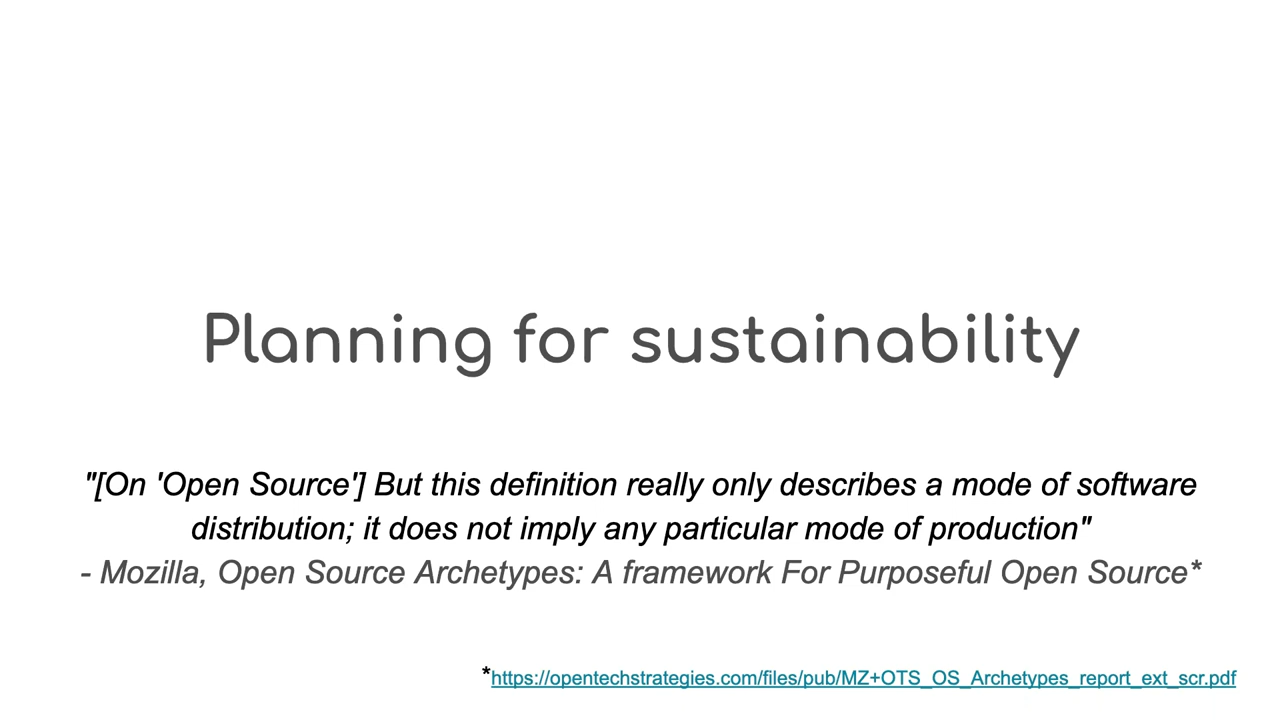 Planning for sustainability
"[On 'Open Source'] But this definition really only describes a mode of software
distribution; it does not imply any particular mode of production"
- Mozilla, Open Source Archetypes: A framework For Purposeful Open Source*
*https://opentechstrategies.com/files/pub/MZ+OTS_OS_Archetypes_report_ext_scr.pdf